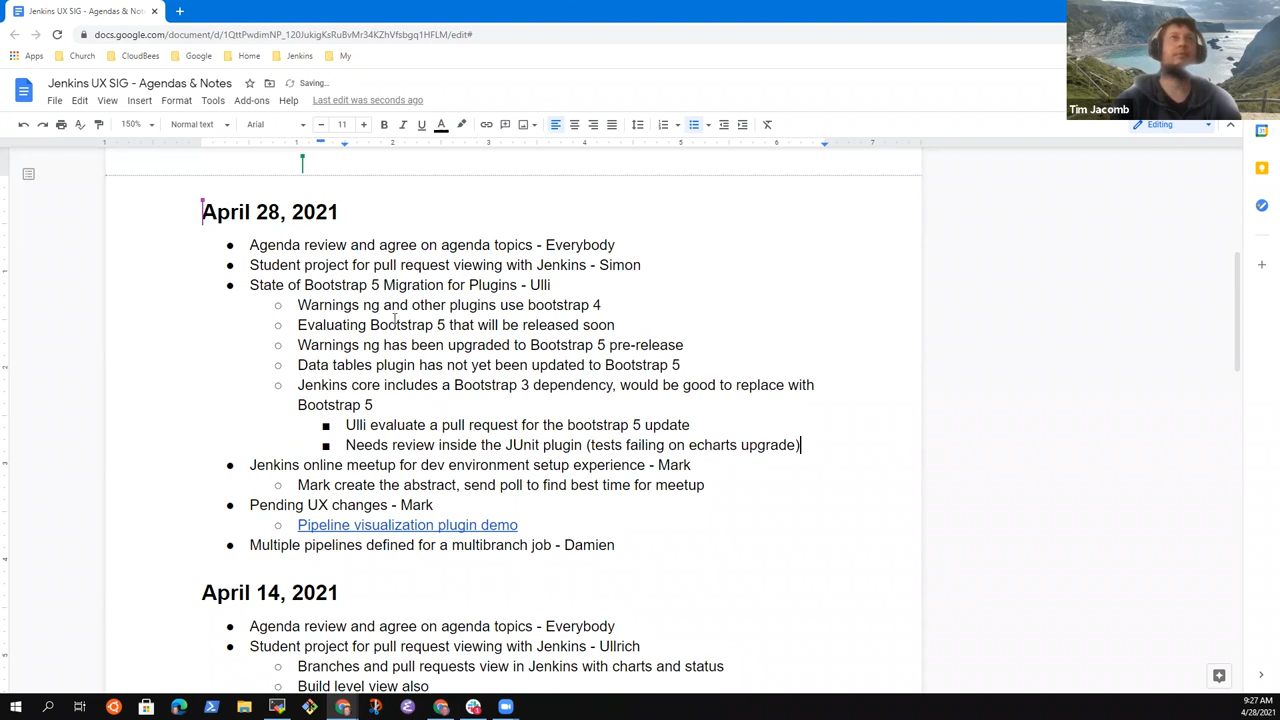 Jenkins UX SIG - Agendas & Note
docs.google.com/document/d/1QttPwdimNP_120JukigKsRuBvMr34KZhVfsbgq1HFLM/edit#
Apps Church CloudBees Google Home Jenkins My
Jenkins UX SIG - Agendas & Notes Saving...
File Edit View Insert Format Tools Add-ons Help Last edit was seconds ago
150% Normal text Arial 11 Editing
Tim Jacomb
1 1 2 3 4 5 6 7
April 28, 2021
● Agenda review and agree on agenda topics - Everybody
● Student project for pull request viewing with Jenkins - Simon
● State of Bootstrap 5 Migration for Plugins - Ulli
○ Warnings ng and other plugins use bootstrap 4
○ Evaluating Bootstrap 5 that will be released soon
○ Warnings ng has been upgraded to Bootstrap 5 pre-release
○ Data tables plugin has not yet been updated to Bootstrap 5
○ Jenkins core includes a Bootstrap 3 dependency, would be good to replace with
Bootstrap 5
■ Ulli evaluate a pull request for the bootstrap 5 update
■ Needs review inside the JUnit plugin (tests failing on echarts upgrade)
● Jenkins online meetup for dev environment setup experience - Mark
○ Mark create the abstract, send poll to find best time for meetup
● Pending UX changes - Mark
○ Pipeline visualization plugin demo
● Multiple pipelines defined for a multibranch job - Damien
April 14, 2021
● Agenda review and agree on agenda topics - Everybody
● Student project for pull request viewing with Jenkins - Ullrich
○ Branches and pull requests view in Jenkins with charts and status
○ Build level view also
9:27 AM
4/28/2021